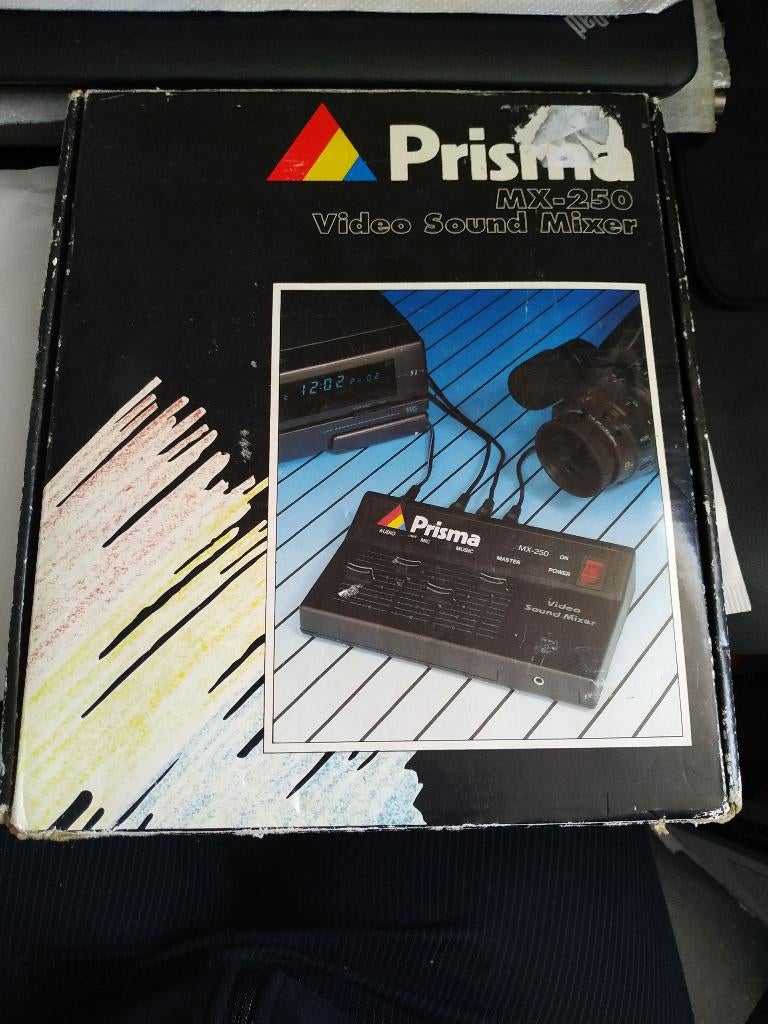 Prisma
MX-250
Video Sound Mixer
12:02
VHS
Prisma
AUDIO
MIC
MUSIC
MX-250
ON
MASTER
POWER
Video
Sound Mixer